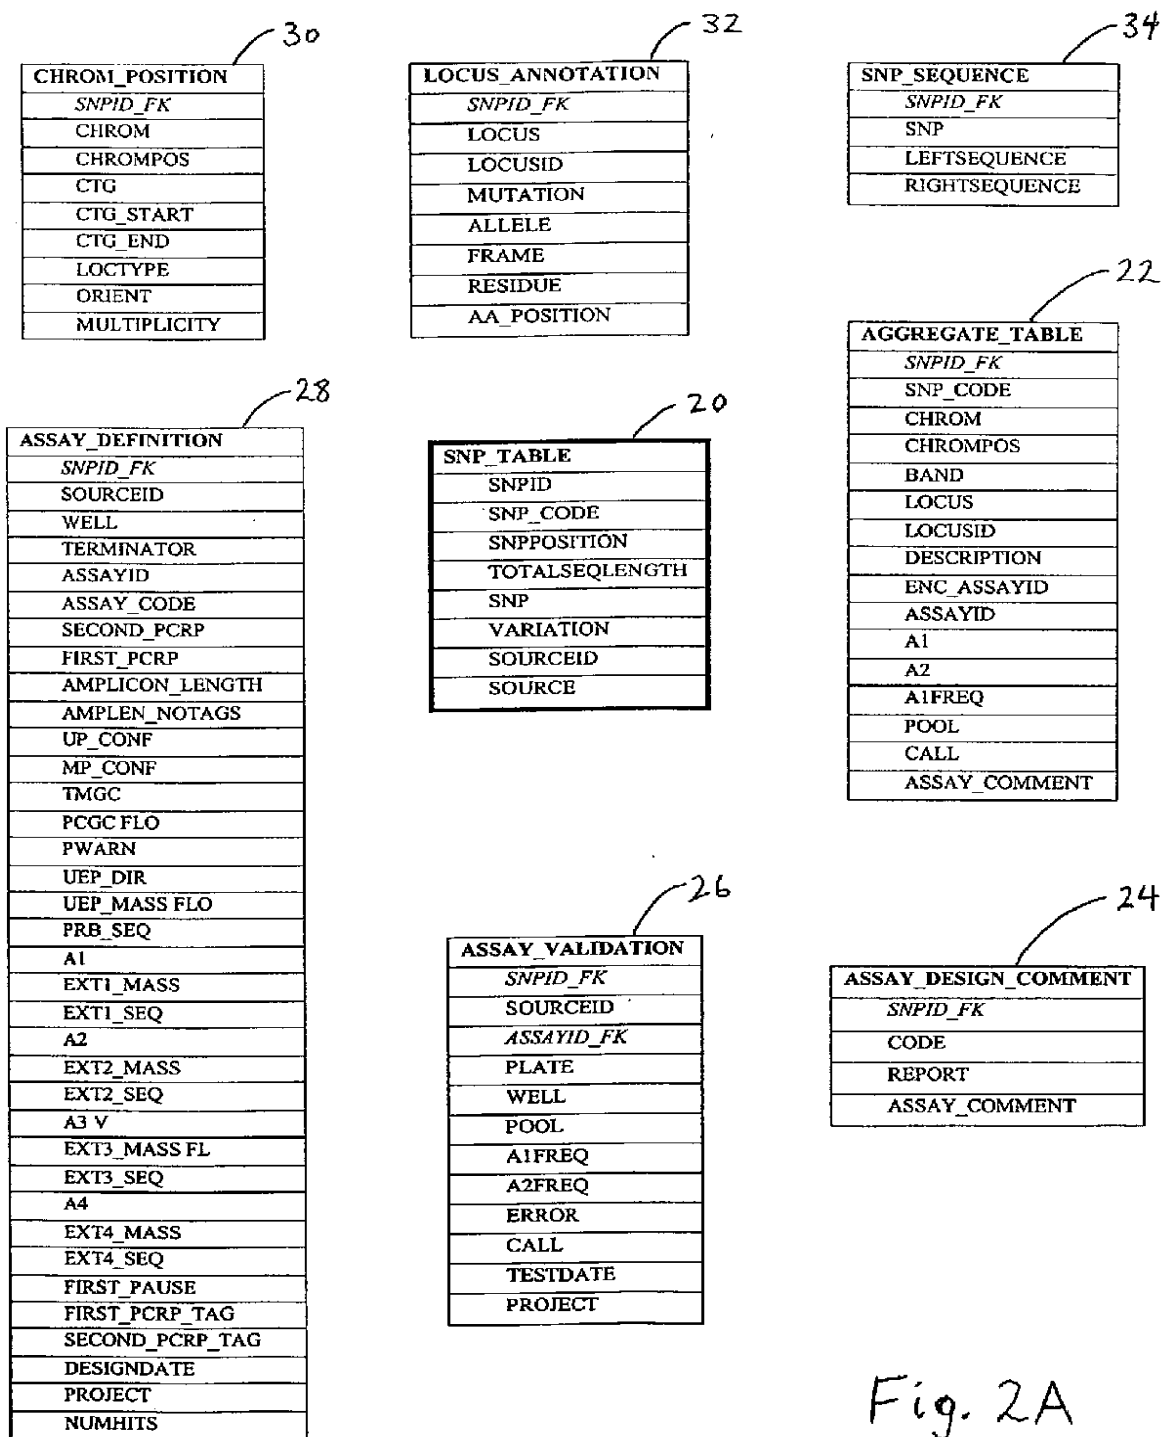 30
CHROM_POSITION
SNPID_FK
CHROM
CHROMPOS
CTG
CTG_START
CTG_END
LOCTYPE
ORIENT
MULTIPLICITY
32
LOCUS_ANNOTATION
SNPID_FK
LOCUS
LOCUSID
MUTATION
ALLELE
FRAME
RESIDUE
AA_POSITION
34
SNP_SEQUENCE
SNPID_FK
SNP
LEFTSEQUENCE
RIGHTSEQUENCE
22
AGGREGATE_TABLE
SNPID_FK
SNP_CODE
CHROM
CHROMPOS
BAND
LOCUS
LOCUSID
DESCRIPTION
ENC_ASSAYID
ASSAYID
A1
A2
A1FREQ
POOL
CALL
ASSAY_COMMENT
28
ASSAY_DEFINITION
SNPID_FK
SOURCEID
WELL
TERMINATOR
ASSAYID
ASSAY_CODE
SECOND_PCRP
FIRST_PCRP
AMPLICON_LENGTH
AMPLEN_NOTAGS
UP_CONF
MP_CONF
TMGC
PCGC FLO
PWARN
UEP_DIR
UEP_MASS FLO
PRB_SEQ
A1
EXT1_MASS
EXT1_SEQ
A2
EXT2_MASS
EXT2_SEQ
A3 V
EXT3_MASS FL
EXT3_SEQ
A4
EXT4_MASS
EXT4_SEQ
FIRST_PAUSE
FIRST_PCRP_TAG
SECOND_PCRP_TAG
DESIGNDATE
PROJECT
NUMHITS
20
SNP_TABLE
SNPID
SNP_CODE
SNPPOSITION
TOTALSEQLENGTH
SNP
VARIATION
SOURCEID
SOURCE
26
ASSAY_VALIDATION
SNPID_FK
SOURCEID
ASSAYID_FK
PLATE
WELL
POOL
A1FREQ
A2FREQ
ERROR
CALL
TESTDATE
PROJECT
24
ASSAY_DESIGN_COMMENT
SNPID_FK
CODE
REPORT
ASSAY_COMMENT
Fig. 2A